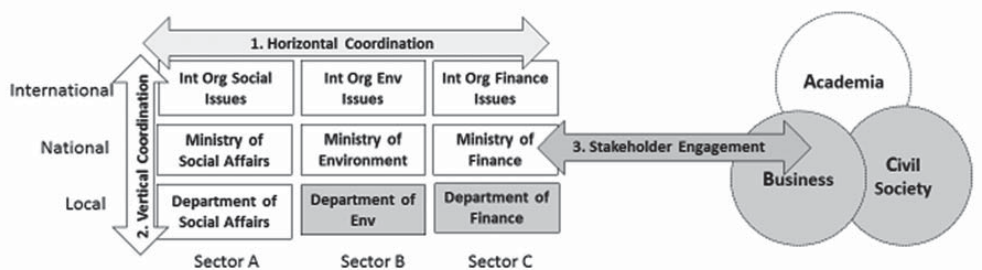 1. Horizontal Coordination
International
National
Local
2. Vertical Coordination
Int Org Social
Issues
Int Org Env
Issues
Int Org Finance
Issues
Ministry of
Social Affairs
Ministry of
Environment
Ministry of
Finance
Department of
Social Affairs
Department of
Env
Department of
Finance
Sector A
Sector B
Sector C
3. Stakeholder Engagement
Academia
Business
Civil
Society